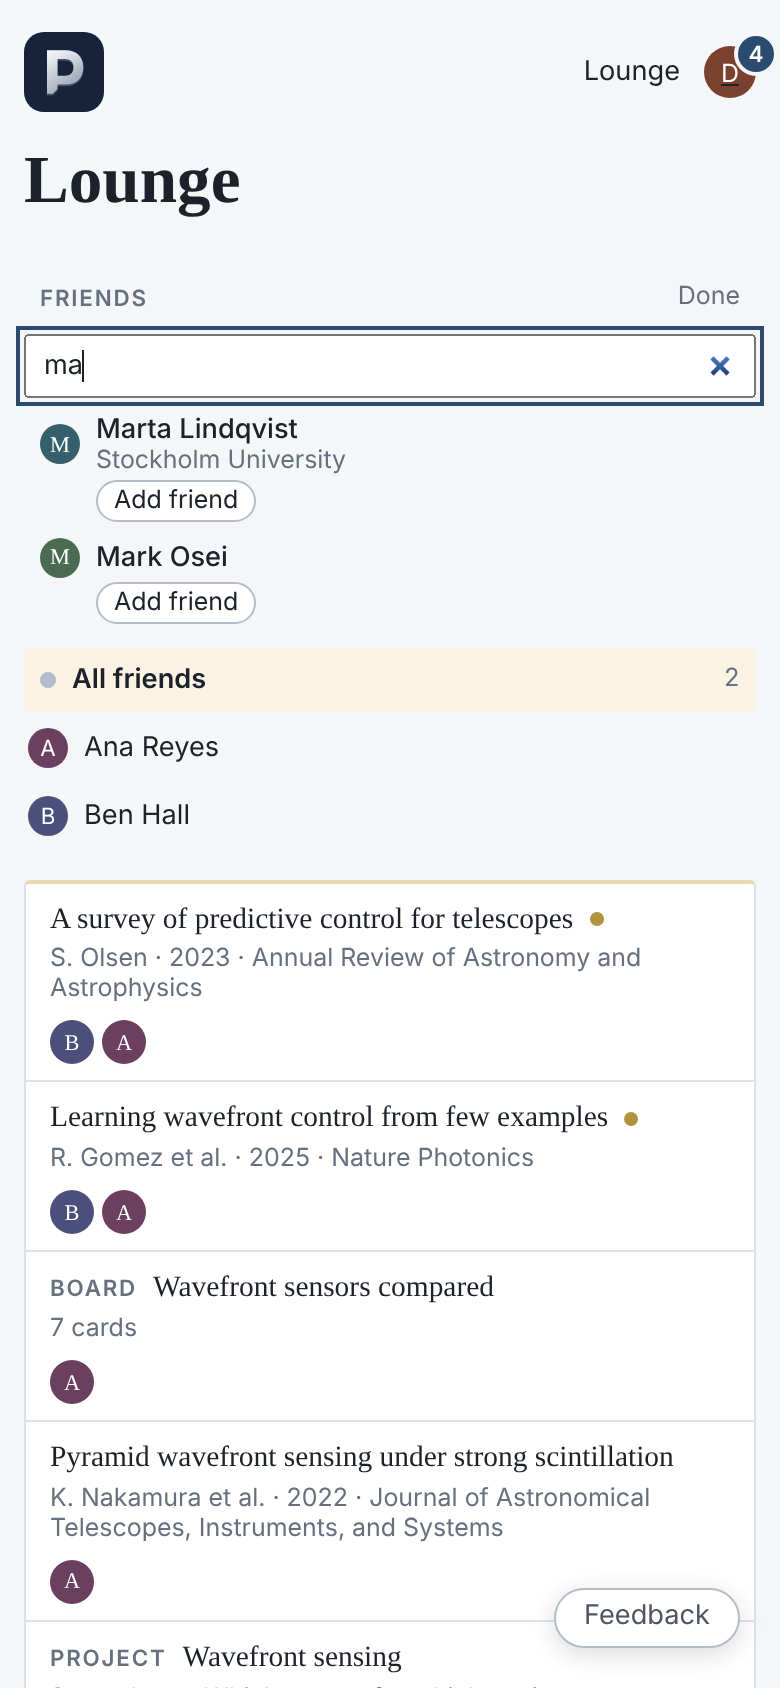 P
Lounge
D
4
Lounge
FRIENDS
Done
ma
M
Marta Lindqvist
Stockholm University
Add friend
M
Mark Osei
Add friend
All friends
2
A
Ana Reyes
B
Ben Hall
A survey of predictive control for telescopes
S. Olsen · 2023 · Annual Review of Astronomy and
Astrophysics
B
A
Learning wavefront control from few examples
R. Gomez et al. · 2025 · Nature Photonics
B
A
BOARD Wavefront sensors compared
7 cards
A
Pyramid wavefront sensing under strong scintillation
K. Nakamura et al. · 2022 · Journal of Astronomical
Telescopes, Instruments, and Systems
A
Feedback
PROJECT Wavefront sensing